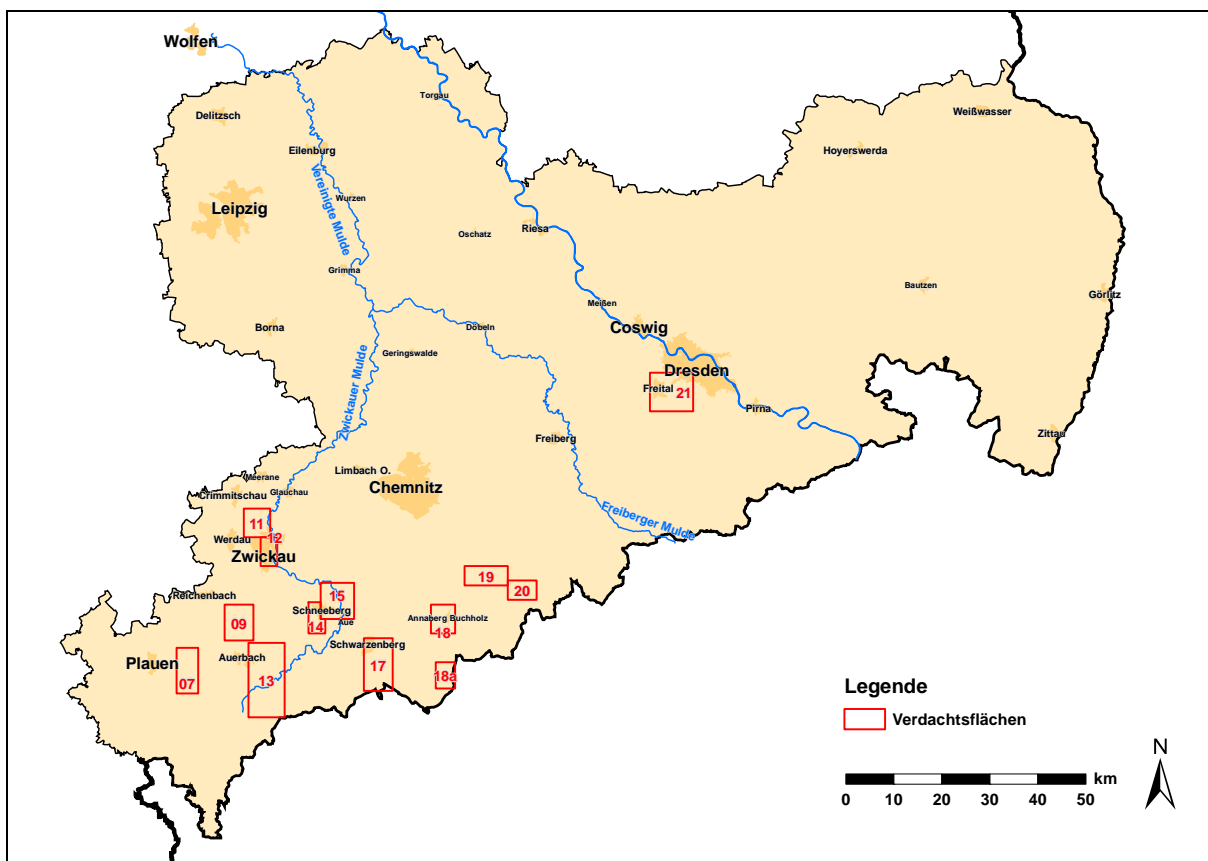 Wolfen
Torgau
Delitzsch
Weißwasser
Eilenburg
Hoyerswerda
Vereinigte Mulde
Wurzen
Leipzig
Oschatz
Riesa
Grimma
Bautzen
Görlitz
Meißen
Borna
Döbeln
Coswig
Geringswalde
Zwickauer Mulde
Dresden
Freital
21
Pirna
Zittau
Freiberg
Limbach O.
Meerane
Chemnitz
Glauchau
Crimmitschau
Freiberger Mulde
11
Werdau
12
Zwickau
19
20
Reichenbach
15
Schneeberg
09
14
Aue
Annaberg Buchholz
18
Schwarzenberg
Plauen
Auerbach
17
18a
07
13
Legende
Verdachtsflächen
N
km
0 10 20 30 40 50